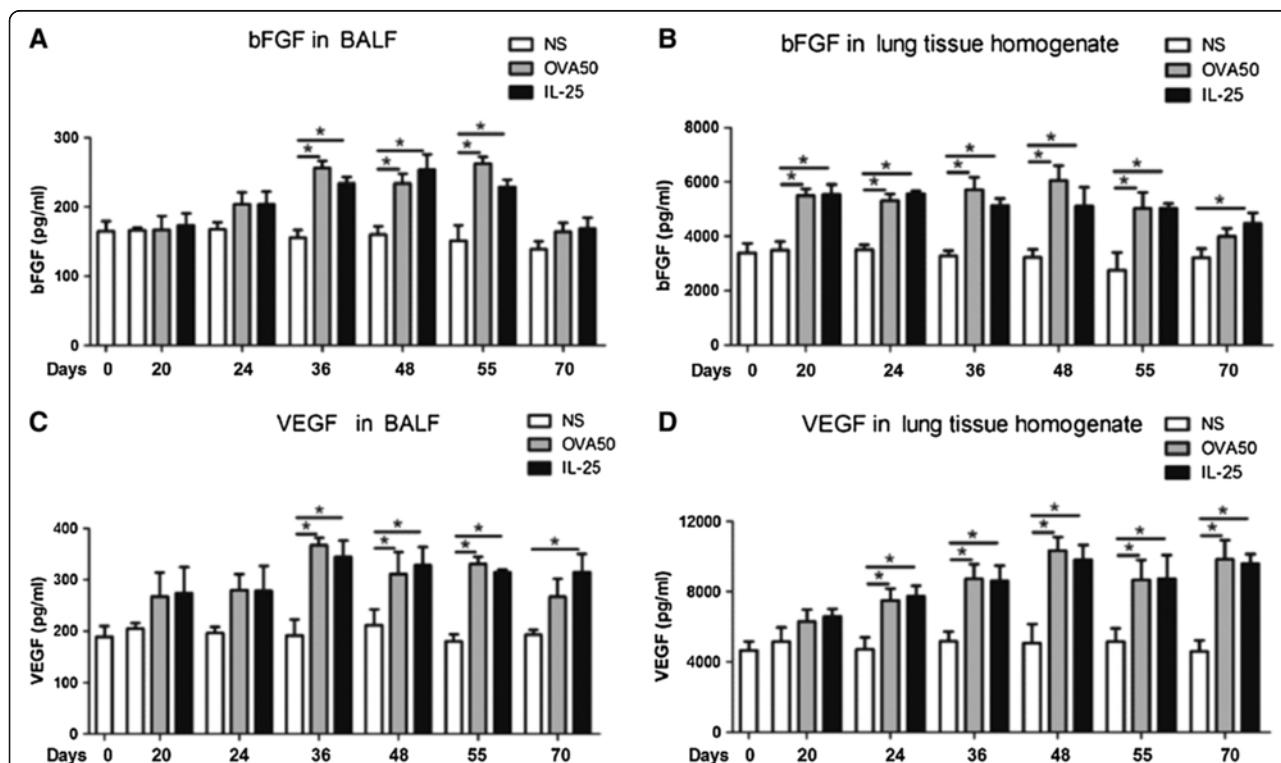 A
bFGF in BALF
NS
OVA50
IL-25
bFGF (pg/ml)
300
200
100
0
* * * * * *
Days 0 20 24 36 48 55 70
B
bFGF in lung tissue homogenate
NS
OVA50
IL-25
bFGF (pg/ml)
8000
6000
4000
2000
0
* * * * * * * * * * *
Days 0 20 24 36 48 55 70
C
VEGF in BALF
NS
OVA50
IL-25
VEGF (pg/ml)
400
300
200
100
0
* * * * * * *
Days 0 20 24 36 48 55 70
D
VEGF in lung tissue homogenate
NS
OVA50
IL-25
VEGF (pg/ml)
12000
8000
4000
0
* * * * * * * * * *
Days 0 20 24 36 48 55 70